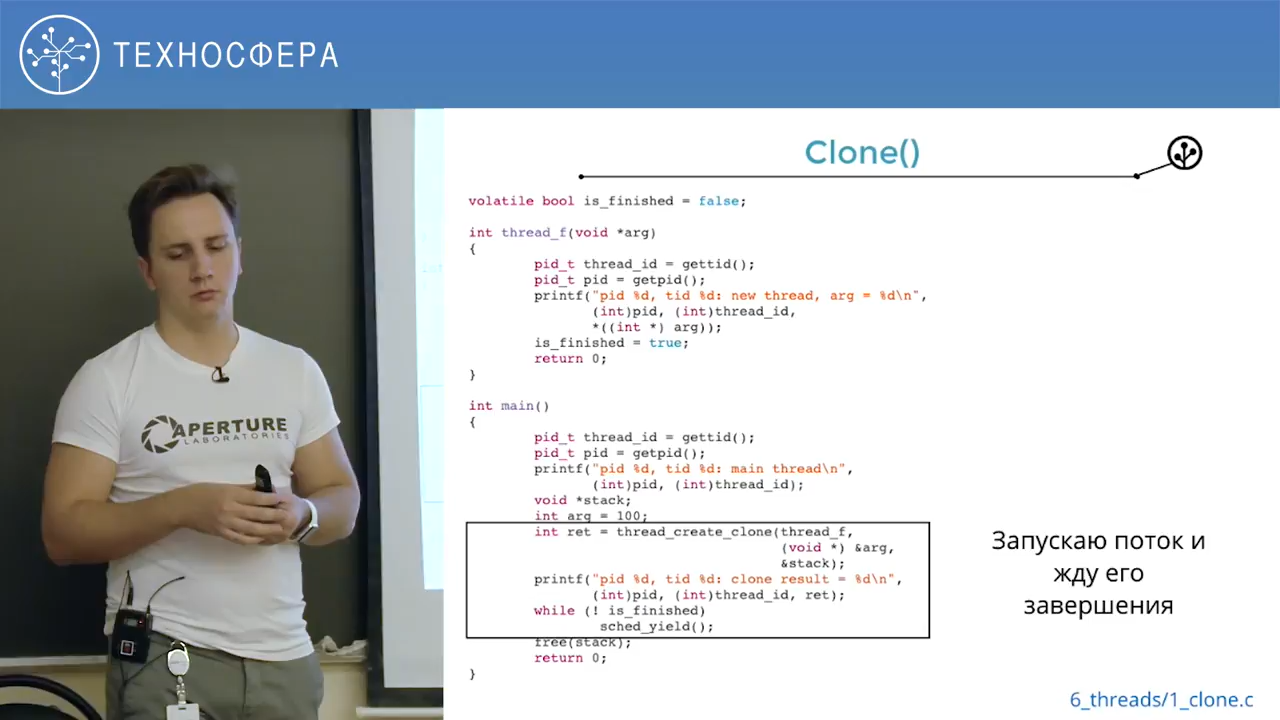 ТЕХНОСФЕРА
APERTURE
LABORATORIES
Clone()
volatile bool is_finished = false;
int thread_f(void *arg)
{
pid_t thread_id = gettid();
pid_t pid = getpid();
printf("pid %d, tid %d: new thread, arg = %d\n",
(int)pid, (int)thread_id,
*((int *) arg));
is_finished = true;
return 0;
}
int main()
{
pid_t thread_id = gettid();
pid_t pid = getpid();
printf("pid %d, tid %d: main thread\n",
(int)pid, (int)thread_id);
void *stack;
int arg = 100;
int ret = thread_create_clone(thread_f,
(void *) &arg,
&stack);
printf("pid %d, tid %d: clone result = %d\n",
(int)pid, (int)thread_id, ret);
while (! is_finished)
sched_yield();
free(stack);
return 0;
}
Запускаю поток и
жду его
завершения
6_threads/1_clone.c